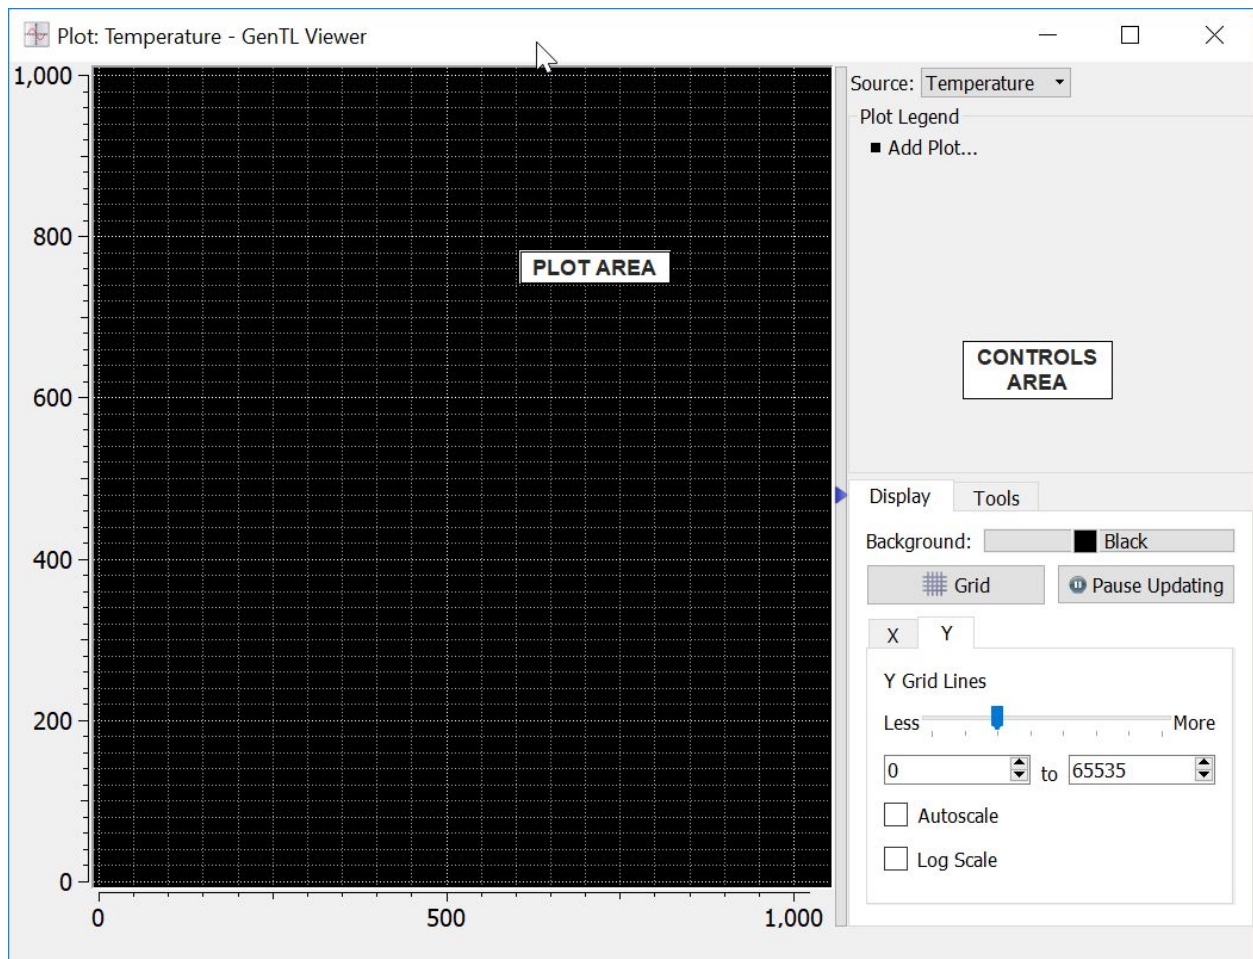 Plot: Temperature - GenTL Viewer
1,000
800
600
400
200
0
0 500 1,000
PLOT AREA
Source: Temperature
Plot Legend
Add Plot...
CONTROLS
AREA
Display Tools
Background: Black
Grid Pause Updating
X Y
Y Grid Lines
Less More
0 to 65535
Autoscale
Log Scale